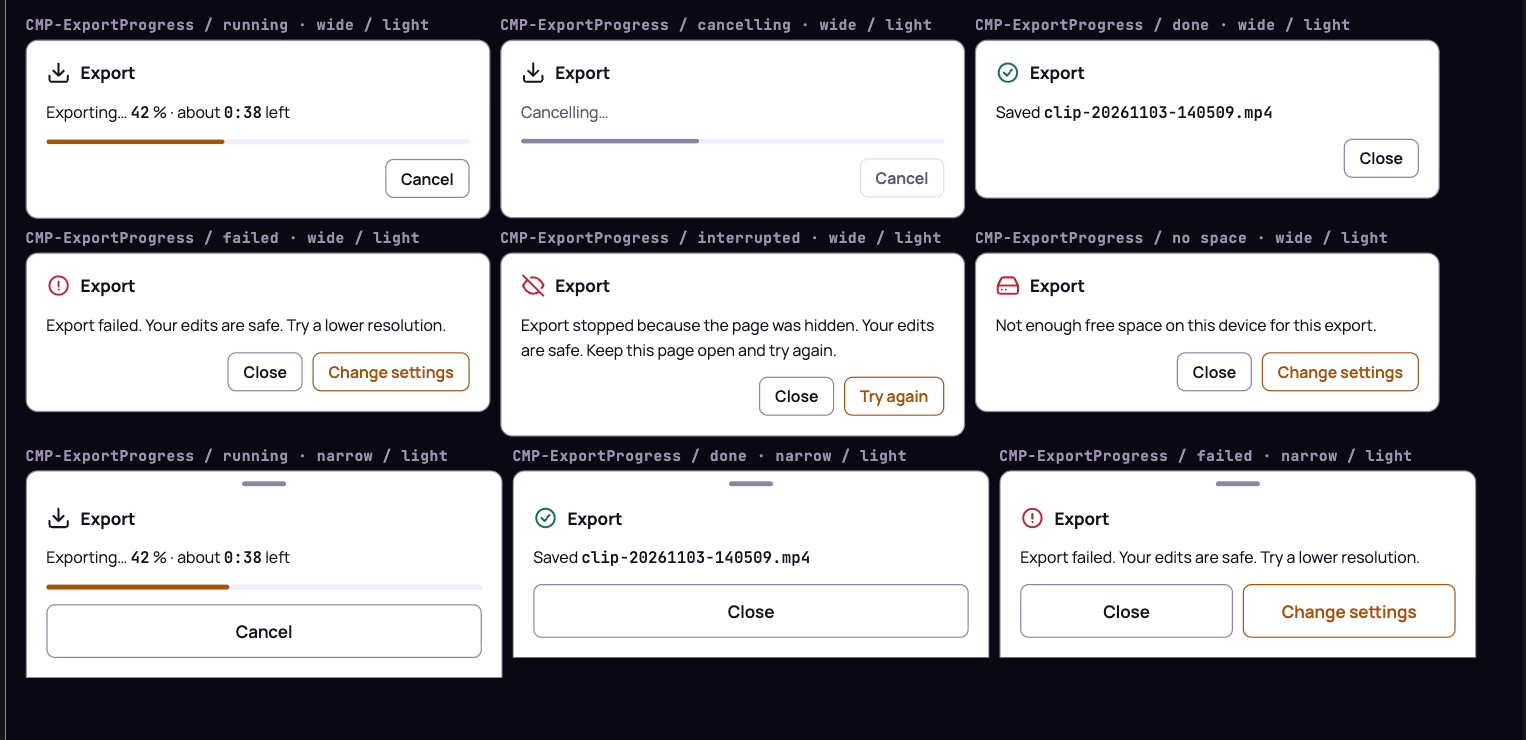 CMP-ExportProgress / running · wide / light
Export
Exporting… 42 % · about 0:38 left
Cancel
CMP-ExportProgress / cancelling · wide / light
Export
Cancelling…
Cancel
CMP-ExportProgress / done · wide / light
Export
Saved clip-20261103-140509.mp4
Close
CMP-ExportProgress / failed · wide / light
Export
Export failed. Your edits are safe. Try a lower resolution.
Close
Change settings
CMP-ExportProgress / interrupted · wide / light
Export
Export stopped because the page was hidden. Your edits
are safe. Keep this page open and try again.
Close
Try again
CMP-ExportProgress / no space · wide / light
Export
Not enough free space on this device for this export.
Close
Change settings
CMP-ExportProgress / running · narrow / light
Export
Exporting… 42 % · about 0:38 left
Cancel
CMP-ExportProgress / done · narrow / light
Export
Saved clip-20261103-140509.mp4
Close
CMP-ExportProgress / failed · narrow / light
Export
Export failed. Your edits are safe. Try a lower resolution.
Close
Change settings